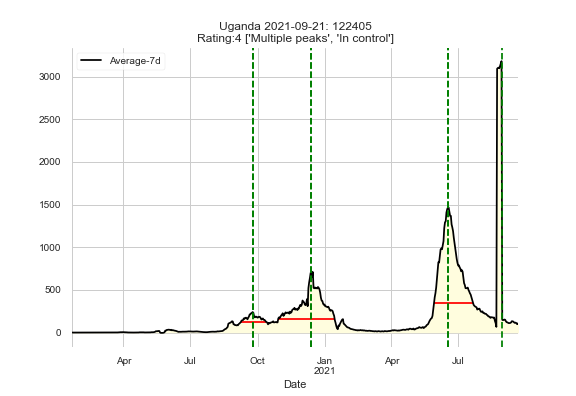 Uganda 2021-09-21: 122405
Rating:4 ['Multiple peaks', 'In control']
Average-7d
3000
2500
2000
1500
1000
500
0
Apr
Jul
Oct
Jan
2021
Apr
Jul
Date